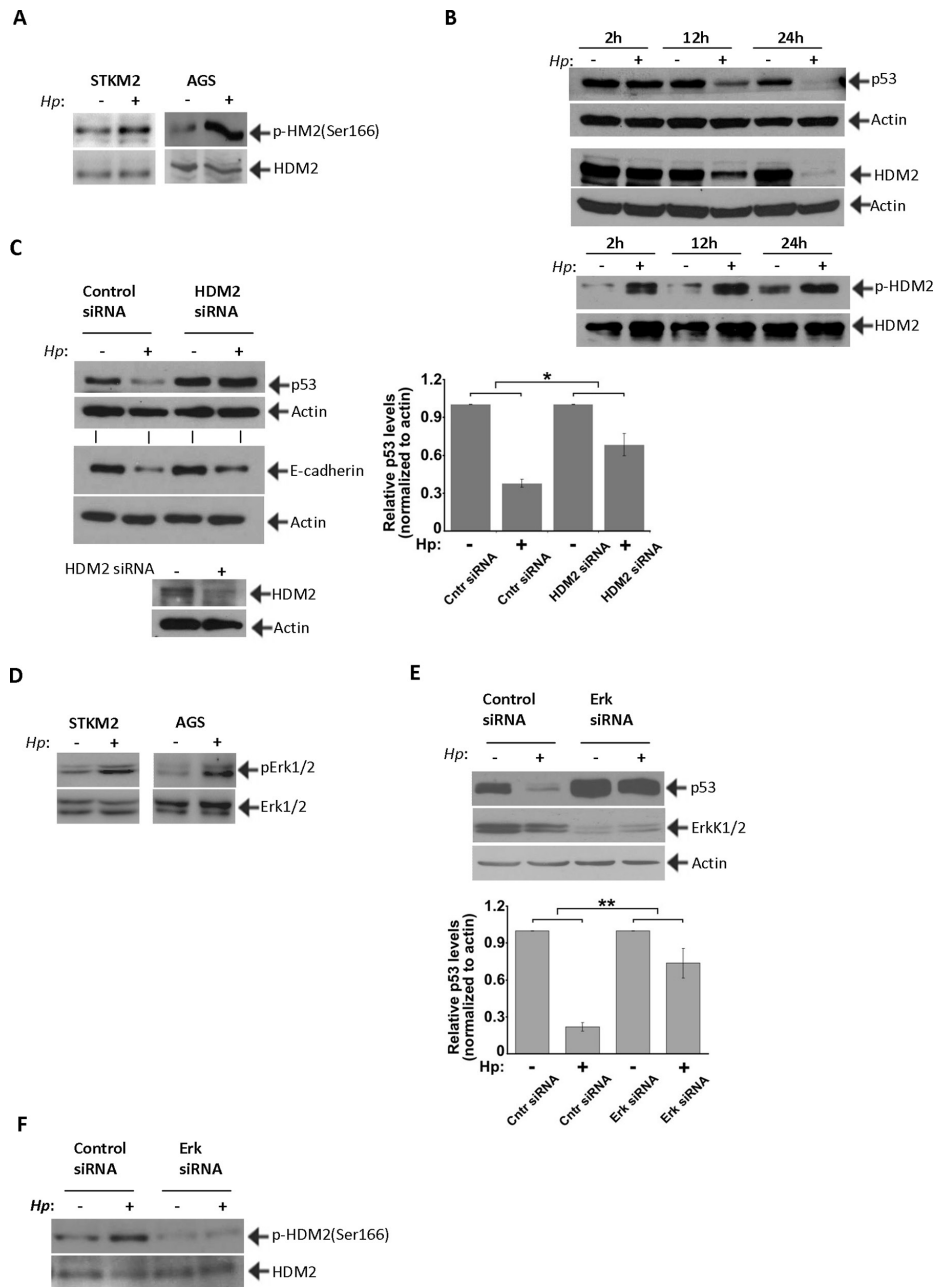 A
STKM2 AGS
Hp: - + - +
p-HM2(Ser166)
HDM2
B
2h 12h 24h
Hp: - + - + - +
p53
Actin
HDM2
Actin
2h 12h 24h
Hp: - + - + - +
p-HDM2
HDM2
C
Control siRNA HDM2 siRNA
Hp: - + - +
p53
Actin
E-cadherin
Actin
HDM2 siRNA - +
HDM2
Actin
Relative p53 levels
(normalized to actin)
1.2
0.9
0.6
0.3
0
*
Hp: - + - +
Cntr siRNA Cntr siRNA HDM2 siRNA HDM2 siRNA
D
STKM2 AGS
Hp: - + - +
pErk1/2
Erk1/2
E
Control siRNA Erk siRNA
Hp: - + - +
p53
ErkK1/2
Actin
Relative p53 levels
(normalized to actin)
1.2
0.9
0.6
0.3
0
**
Hp: - + - +
Cntr siRNA Cntr siRNA Erk siRNA Erk siRNA
F
Control siRNA Erk siRNA
Hp: - + - +
p-HDM2(Ser166)
HDM2